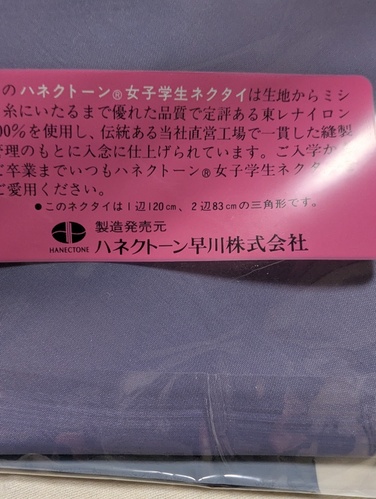 のハネクトーン®女子学生ネクタイは生地からミシ
糸にいたるまで優れた品質で定評ある東レナイロン
00%を使用し、伝統ある当社直営工場で一貫した縫製
管理のもとに入念に仕上げられています。ご入学か
ご卒業までいつもハネクトーン®女子学生ネクタ
ご愛用ください。
●このネクタイは1辺120cm、2辺83cmの三角形です。
製造発売元
HANECTONE ハネクトーン早川株式会社